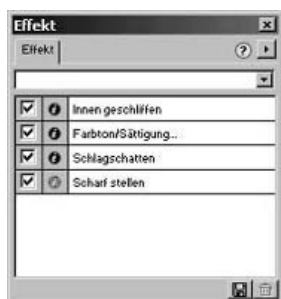 Effekt
Effekt
?
Innen geschliffen
Farbton/Sättigung...
Schlagschatten
Scharf stellen